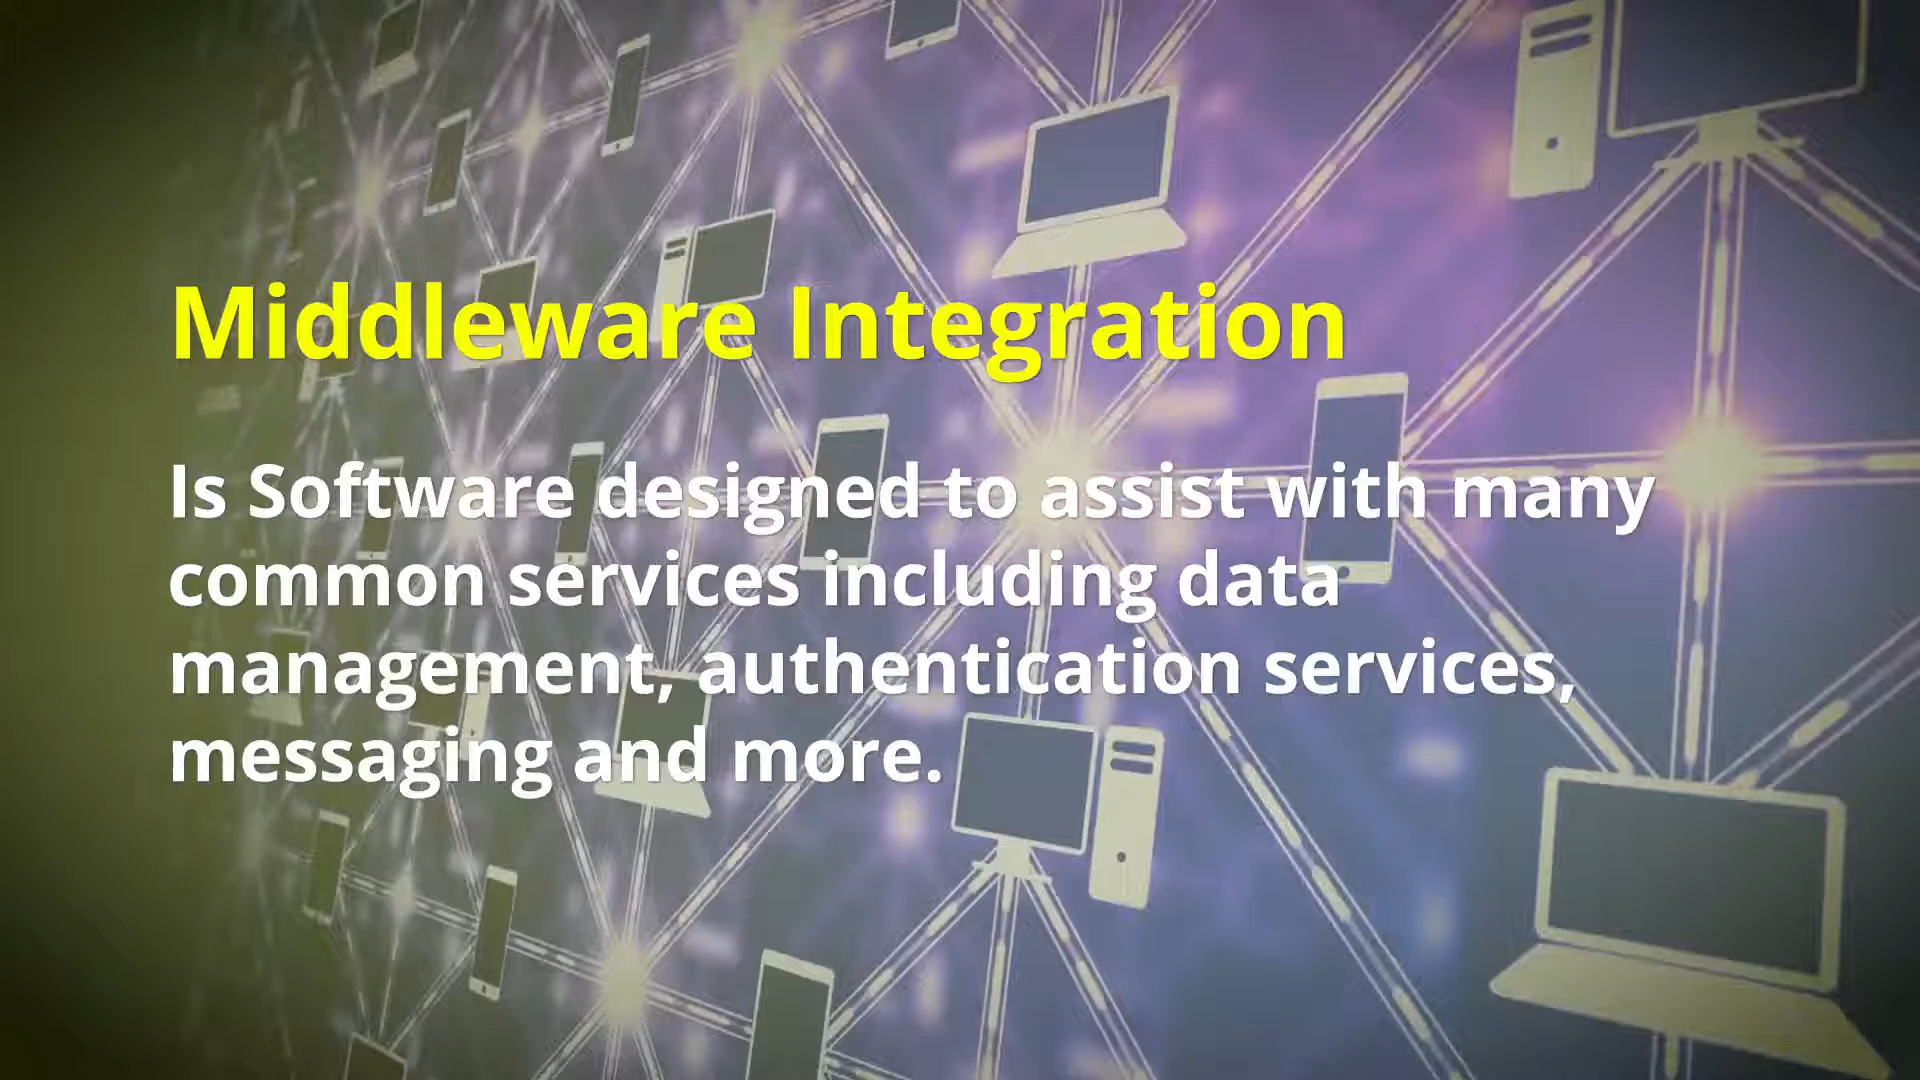 Middleware Integration
Is Software designed to assist with many
common services including data
management, authentication services,
messaging and more.